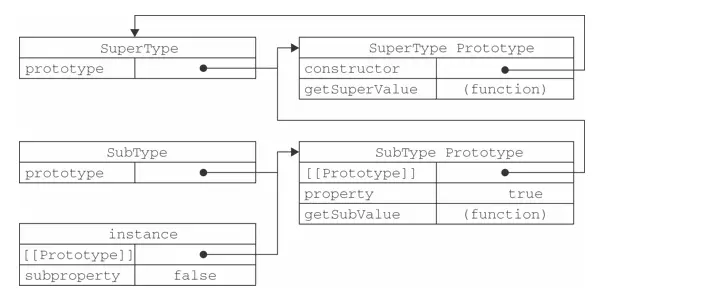 SuperType
prototype
SuperType Prototype
constructor
getSuperValue (function)
SubType
prototype
SubType Prototype
[[Prototype]]
property true
getSubValue (function)
instance
[[Prototype]]
subproperty false